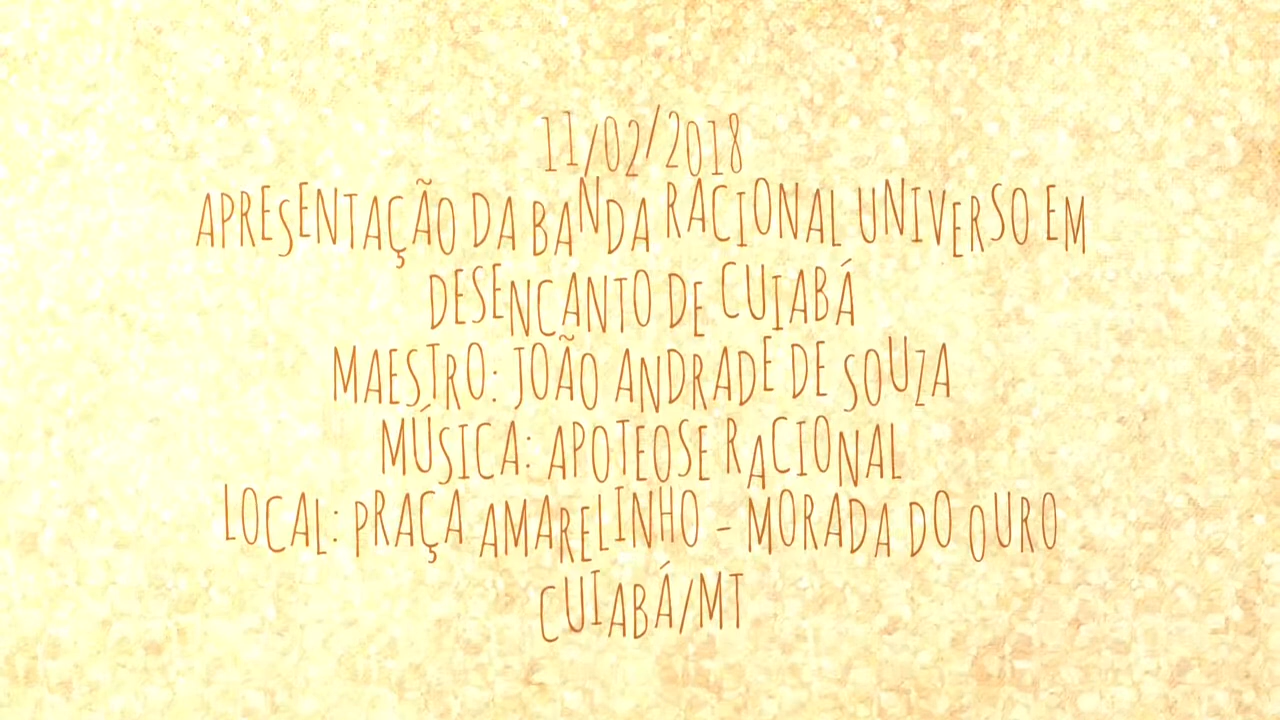 11/02/2018
APRESENTAÇÃO DA BANDA RACIONAL UNIVERSO EM
DESENCANTO DE CUIABÁ
MAESTRO: JOÃO ANDRADE DE SOUZA
MÚSICA: APOTEOSE RACIONAL
LOCAL: PRAÇA AMARELINHO - MORADA DO OURO
CUIABÁ/MT